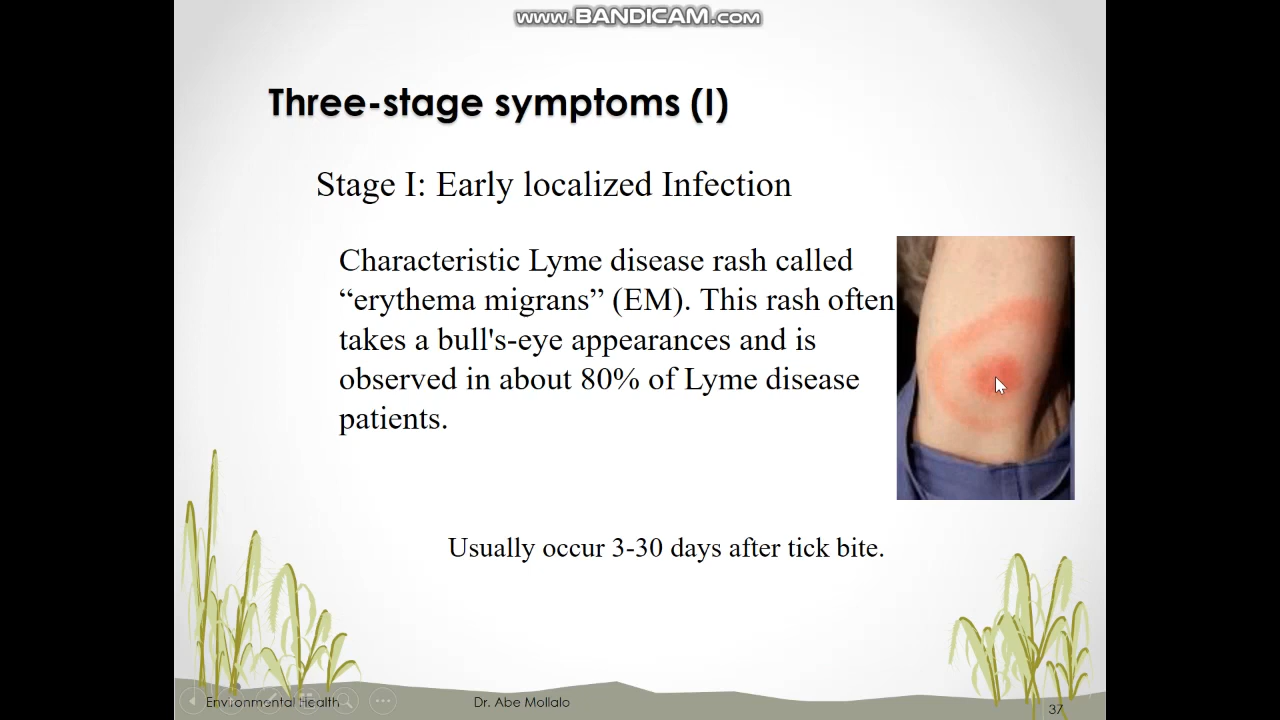 www.BANDICAM.com
Three-stage symptoms (I)
Stage I: Early localized Infection
Characteristic Lyme disease rash called
“erythema migrans” (EM). This rash often
takes a bull's-eye appearances and is
observed in about 80% of Lyme disease
patients.
Usually occur 3-30 days after tick bite.
Environmental Health
Dr. Abe Mollalo
37